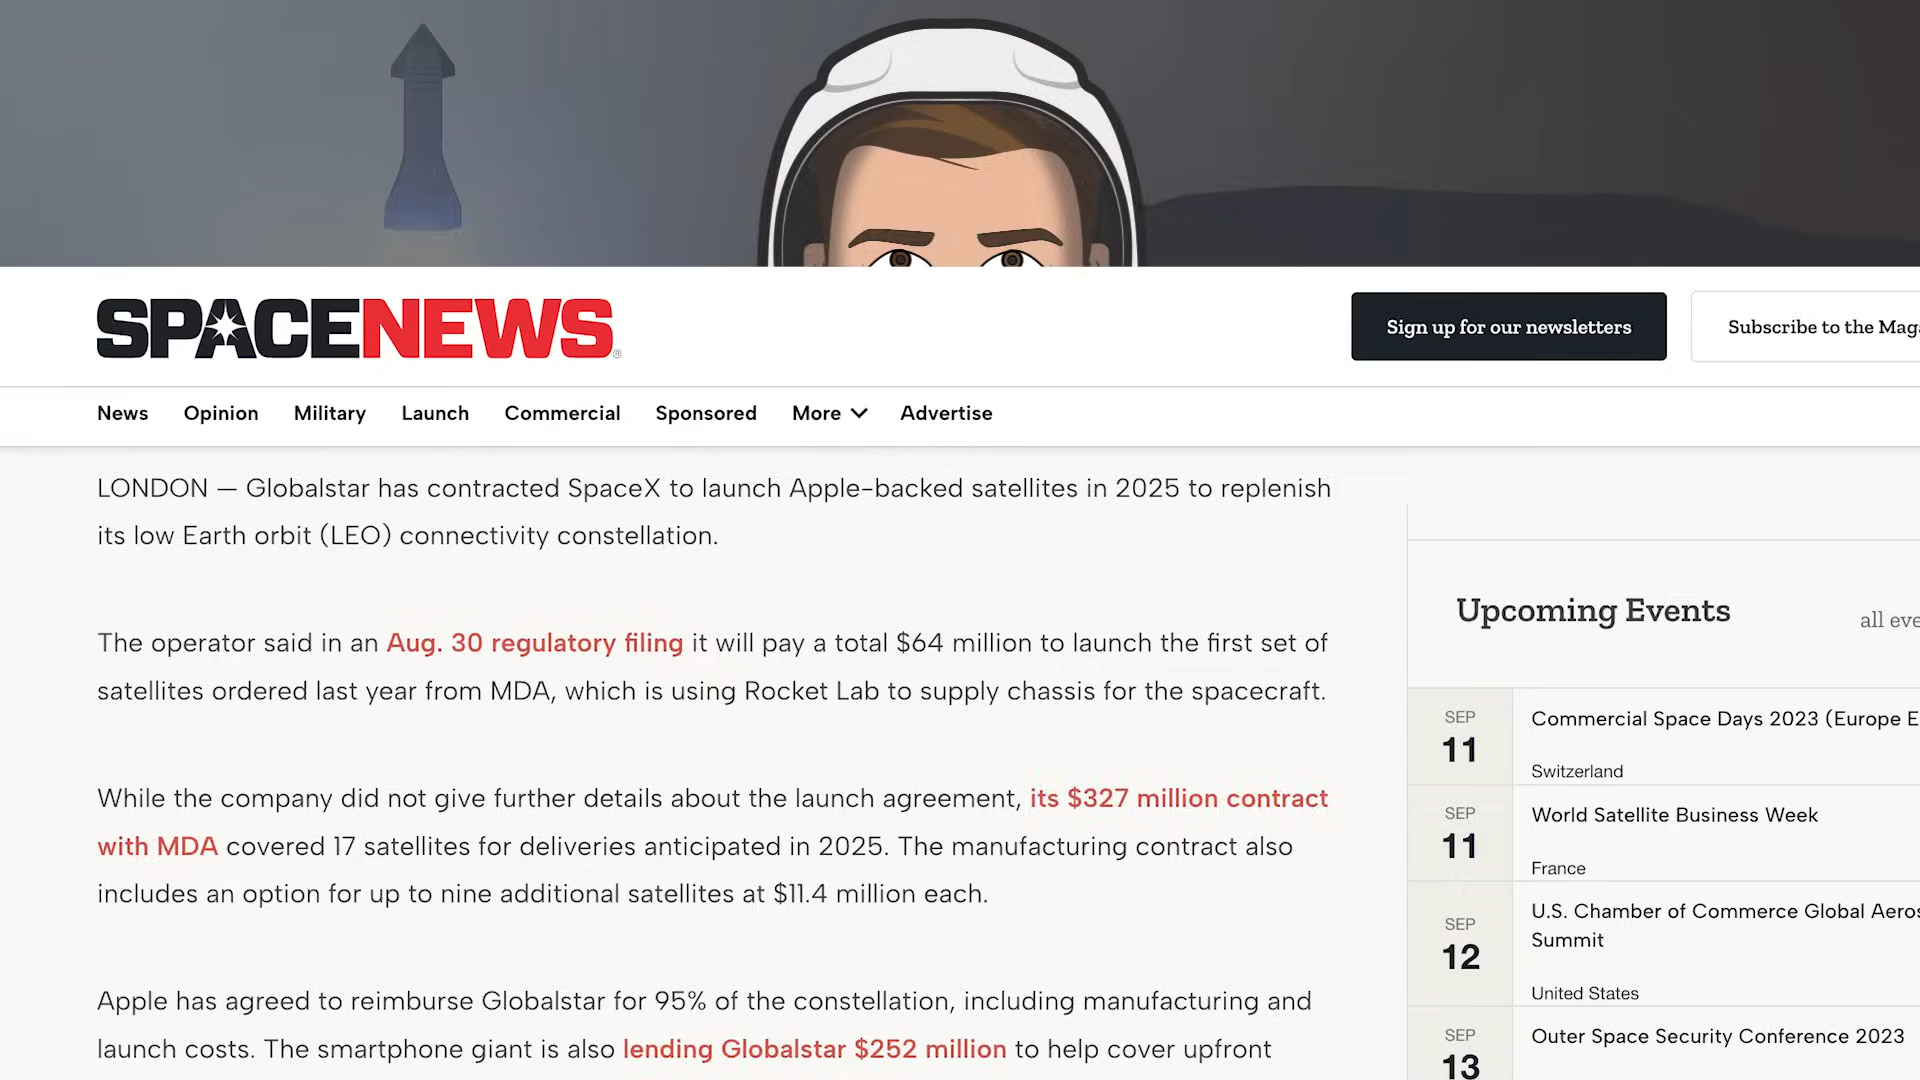 SPACENEWS®
Sign up for our newsletters
Subscribe to the
News Opinion Military Launch Commercial Sponsored More Advertise
LONDON — Globalstar has contracted SpaceX to launch Apple-backed satellites in 2025 to replenish
its low Earth orbit (LEO) connectivity constellation.
The operator said in an Aug. 30 regulatory filing it will pay a total $64 million to launch the first set of
satellites ordered last year from MDA, which is using Rocket Lab to supply chassis for the spacecraft.
While the company did not give further details about the launch agreement, its $327 million contract
with MDA covered 17 satellites for deliveries anticipated in 2025. The manufacturing contract also
includes an option for up to nine additional satellites at $11.4 million each.
Apple has agreed to reimburse Globalstar for 95% of the constellation, including manufacturing and
launch costs. The smartphone giant is also lending Globalstar $252 million to help cover upfront
Upcoming Events
all
SEP
11
Commercial Space Days 2023 (Europe
Switzerland
SEP
11
World Satellite Business Week
France
SEP
12
U.S. Chamber of Commerce Global
Summit
United States
SEP
13
Outer Space Security Conference 2023